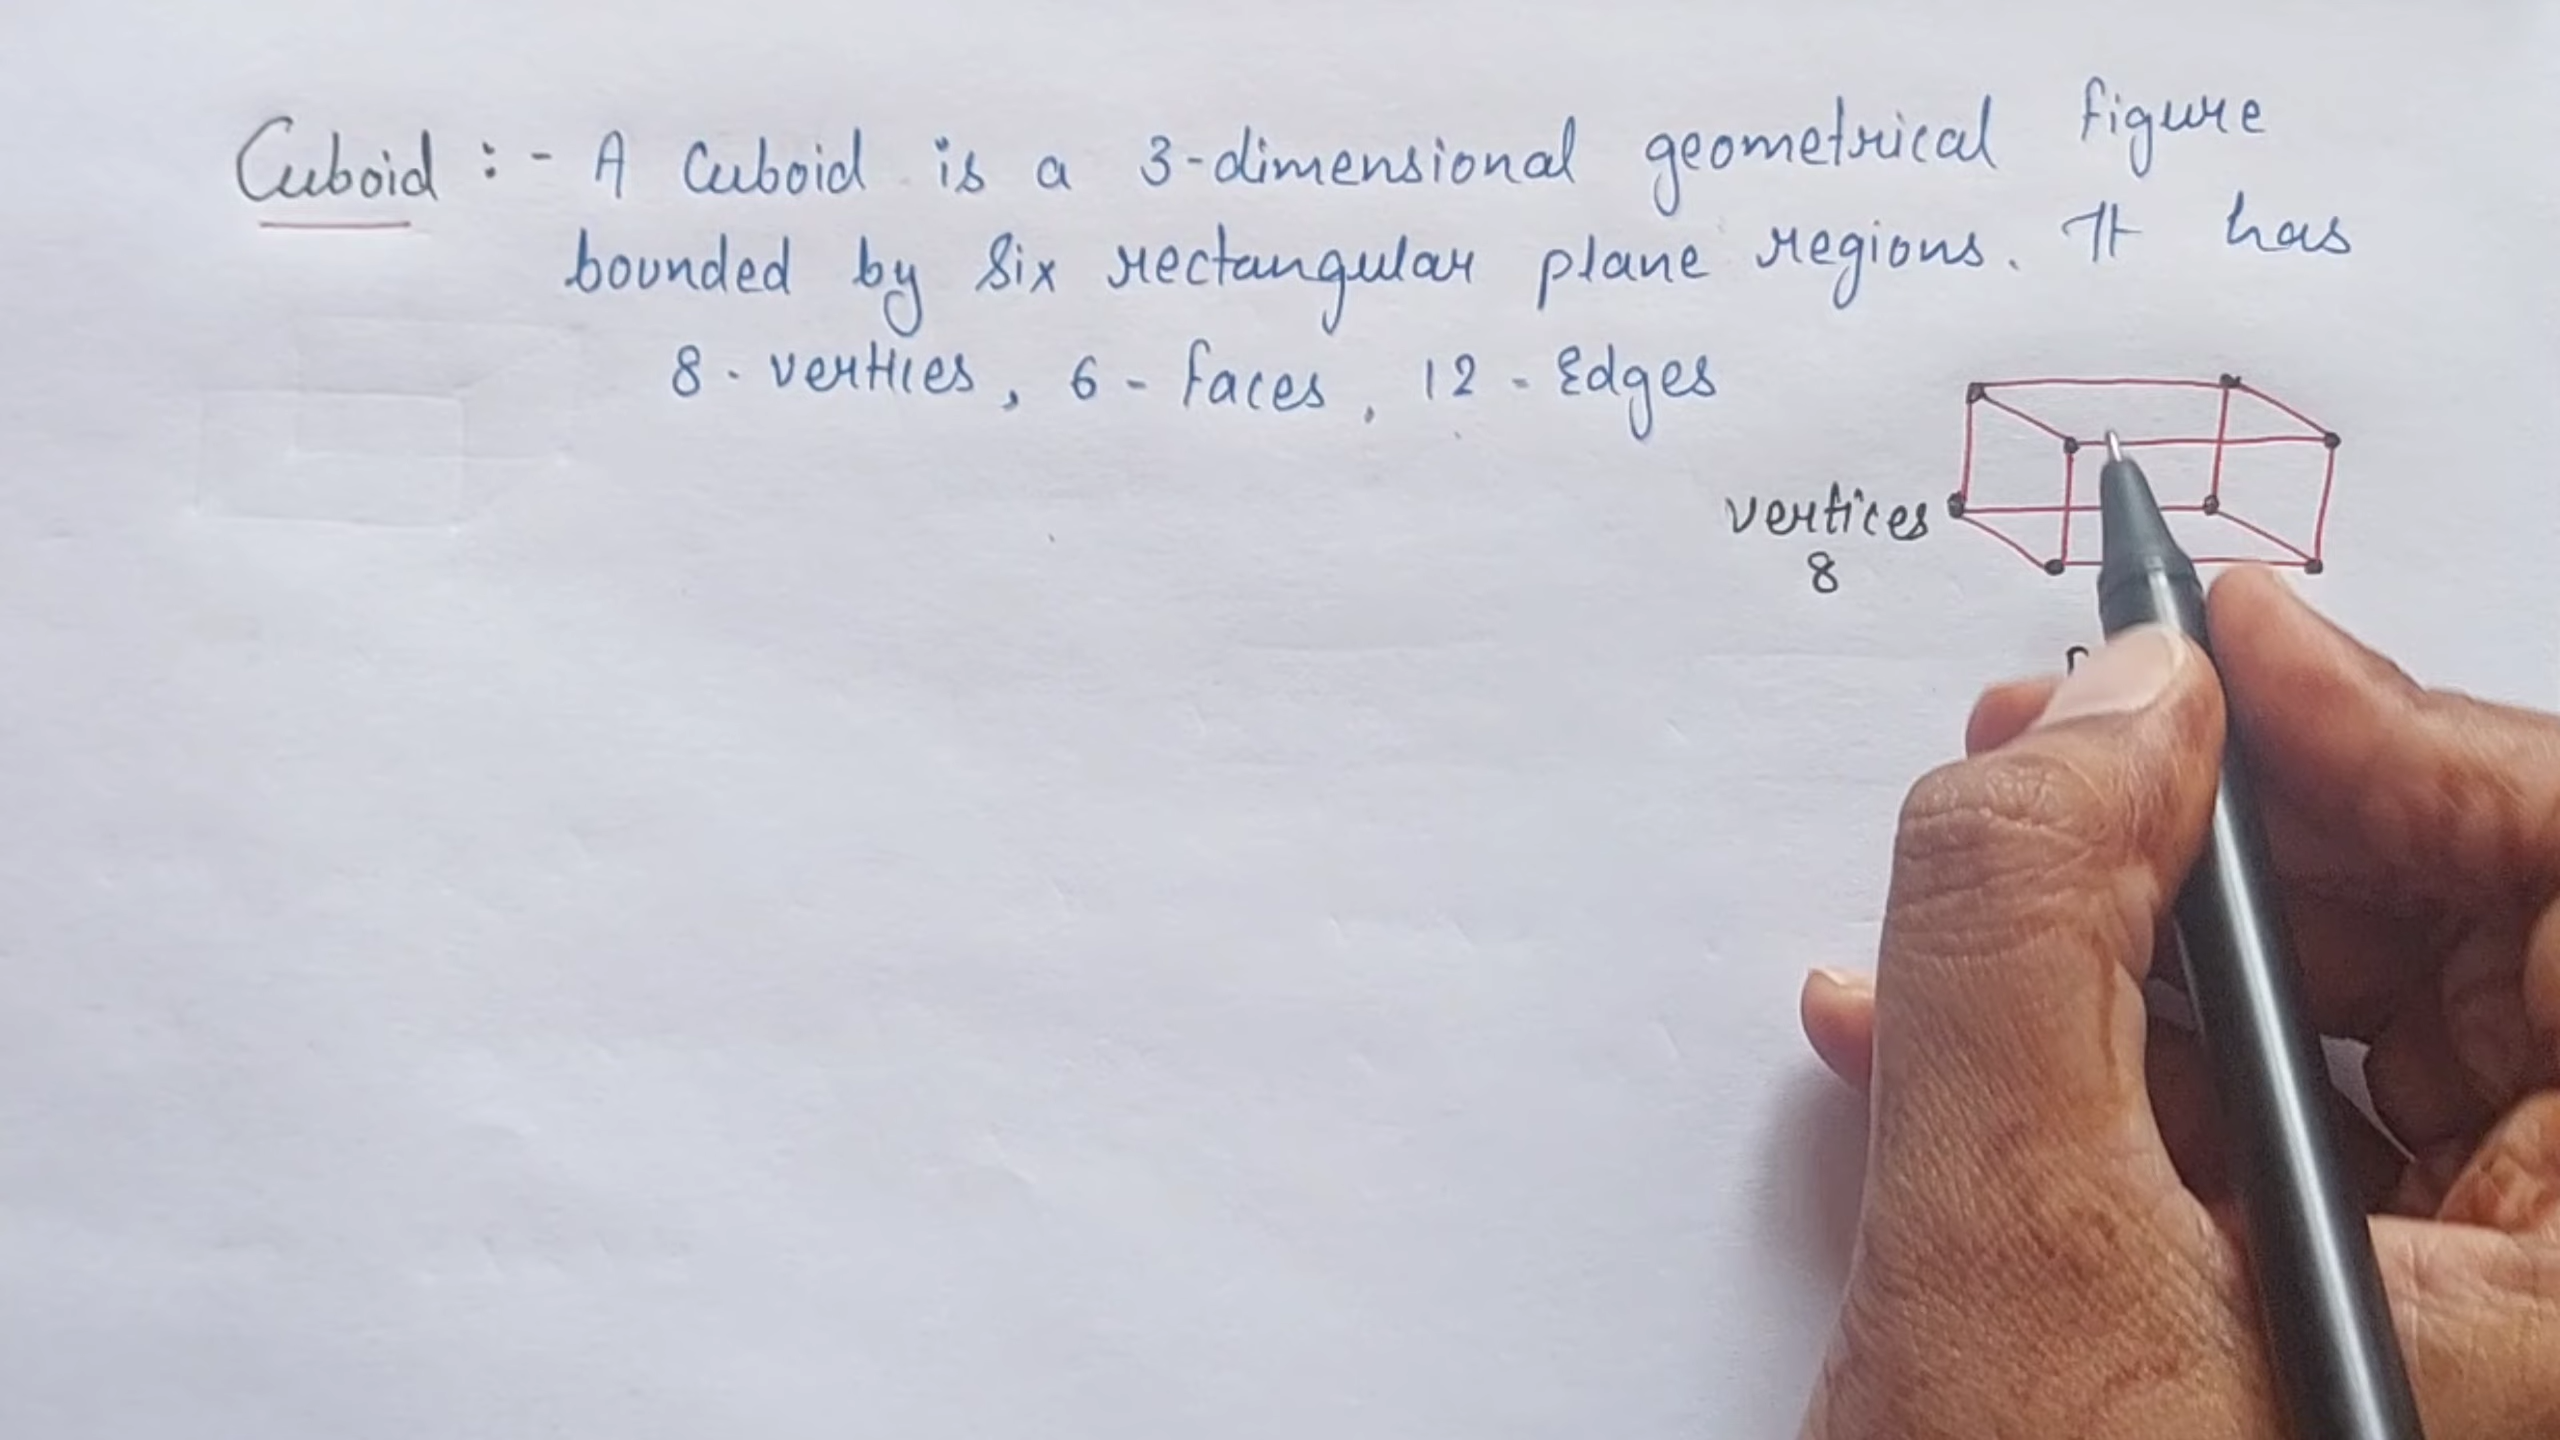 Cuboid :- A Cuboid is a 3-dimensional geometrical figure
bounded by six rectangular plane regions. It has
8 - verties, 6 - faces, 12 - Edges
vertices
8